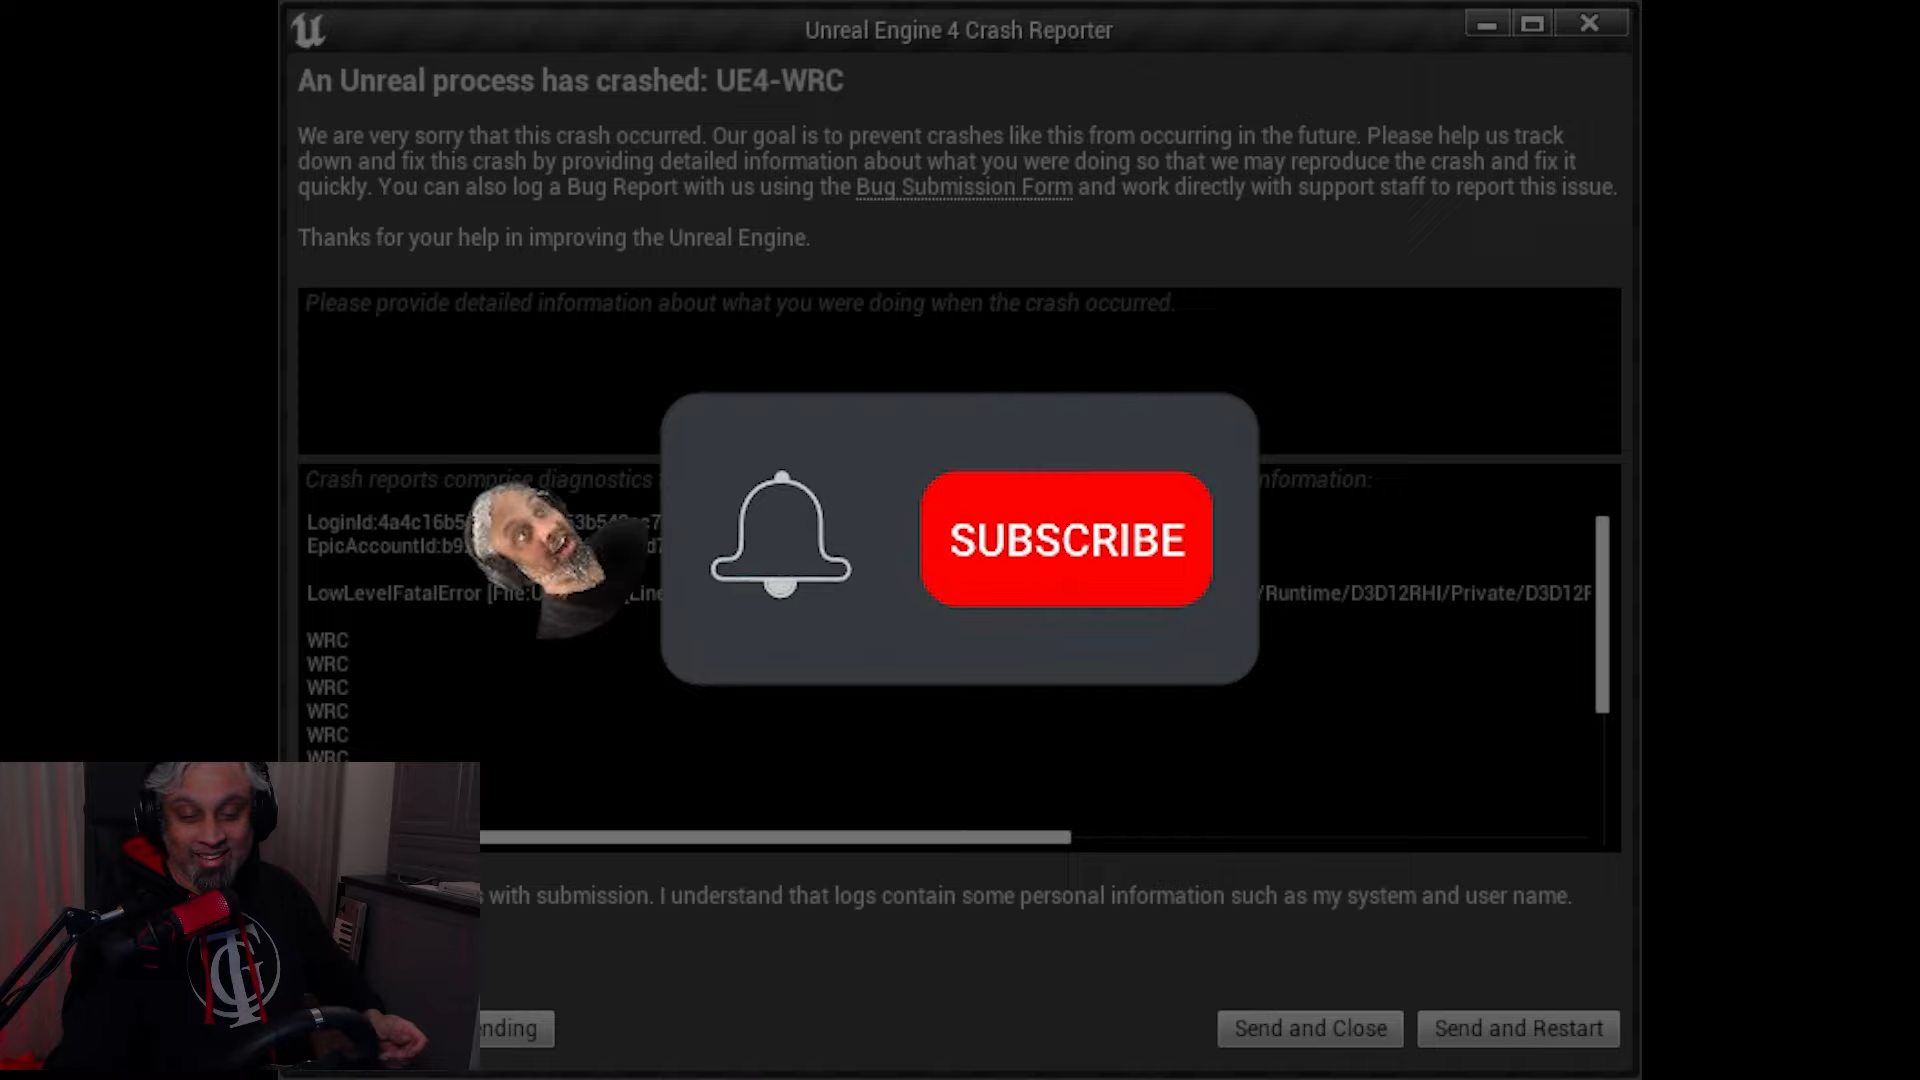 Unreal Engine 4 Crash Reporter
An Unreal process has crashed: UE4-WRC
We are very sorry that this crash occurred. Our goal is to prevent crashes like this from occurring in the future. Please help us track
down and fix this crash by providing detailed information about what you were doing so that we may reproduce the crash and fix it
quickly. You can also log a Bug Report with us using the Bug Submission Form and work directly with support staff to report this issue.
Thanks for your help in improving the Unreal Engine.
Please provide detailed information about what you were doing when the crash occurred.
Crash reports comprise diagnostics
SUBSCRIBE
LowLevelFatalError /Runtime/D3D12RHI/Private/
WRC
WRC
WRC
WRC
WRC
WRC
with submission. I understand that logs contain some personal information such as my system and user name.
Send and Close
Send and Restart